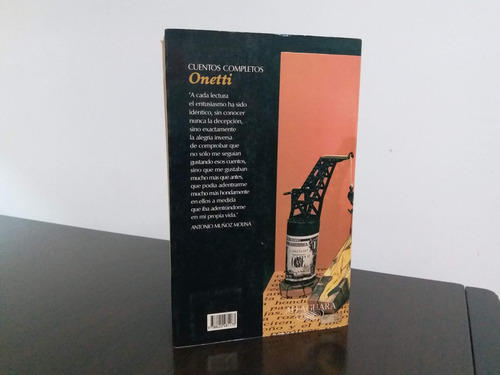 CUENTOS COMPLETOS
Onetti
'A cada lectura
el entusiasmo ha sido
idéntico, sin conocer
nunca la decepción,
sino exactamente
la alegría inversa
de comprobar que
no sólo me seguían
gustando esos cuentos,
sino que me gustaban
mucho más que antes,
que podía adentrarme
mucho más hondamente
en ellos a medida
que iba adentrándome
en mi propia vida.'
ANTONIO MUÑOZ MOLINA
ALFAGUARA